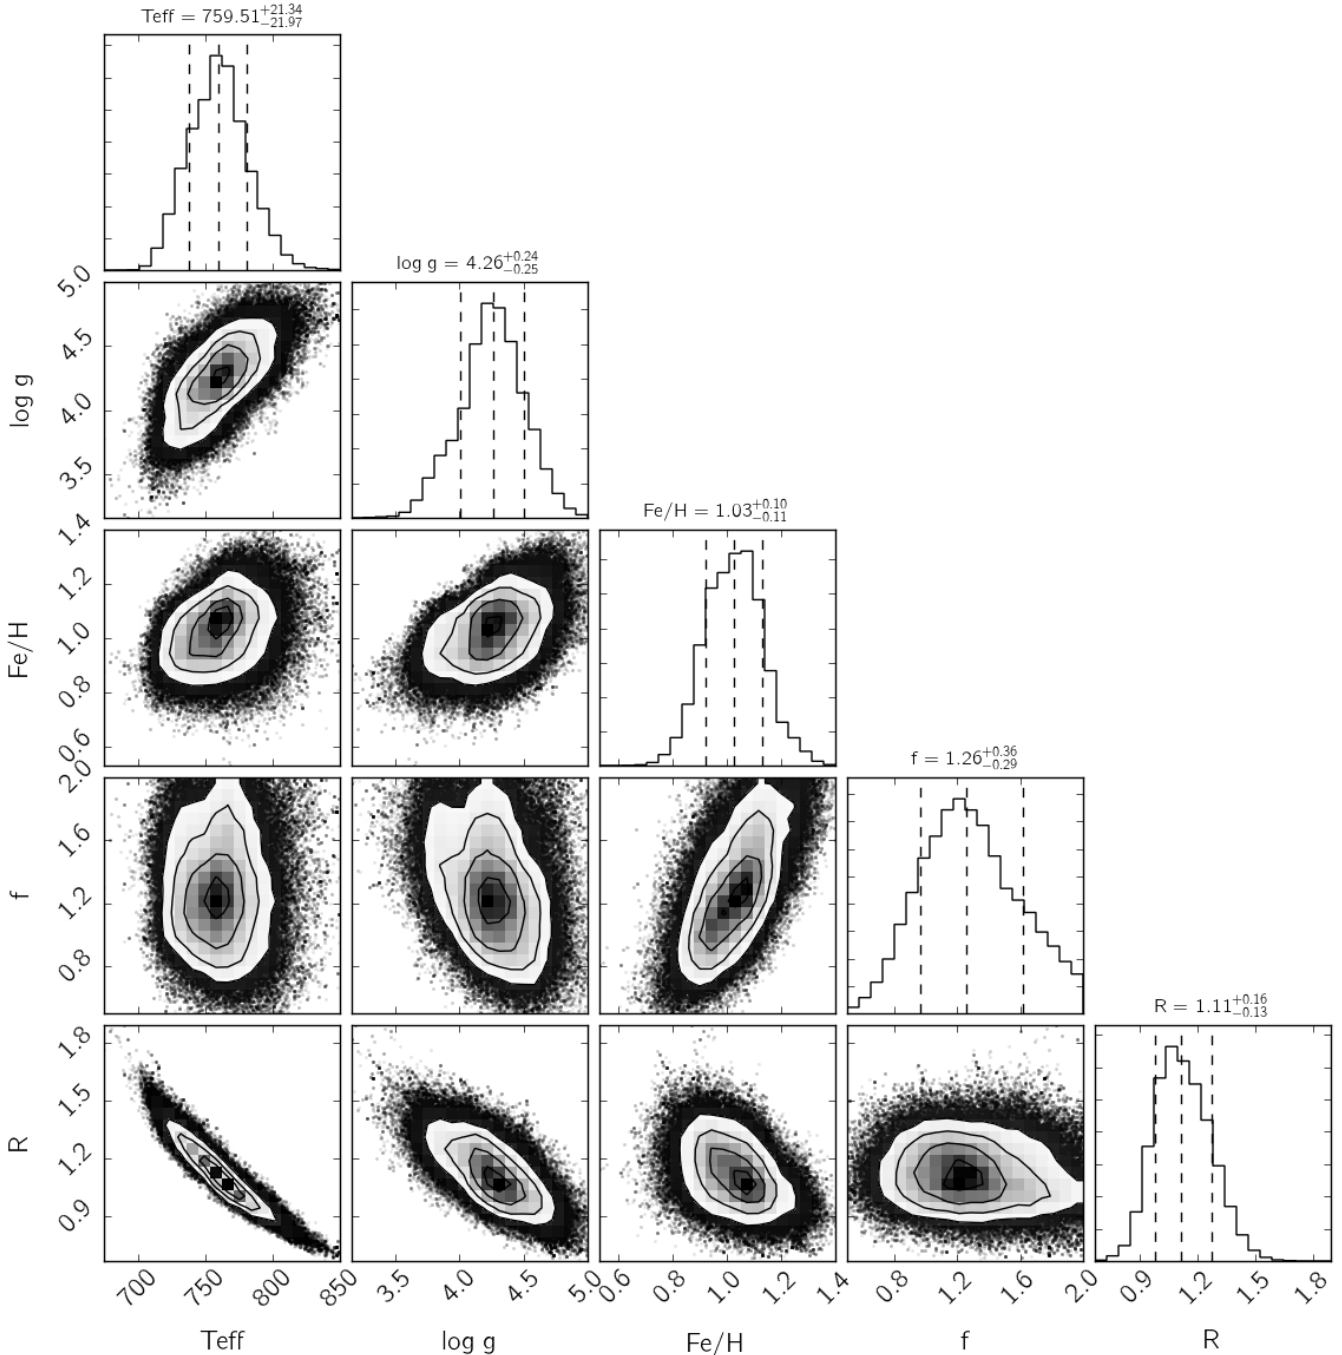 Teff = 759.51+21.34 −21.97
5.0
4.5
4.0
3.5
log g
log g = 4.26+0.24 −0.25
1.4
1.2
1.0
0.8
0.6
Fe/H
Fe/H = 1.03+0.10 −0.11
2.0
1.6
1.2
0.8
f
f = 1.26+0.36 −0.29
1.8
1.5
1.2
0.9
R
R = 1.11+0.16 −0.13
700 750 800 850 3.5 4.0 4.5 5.0 0.6 0.8 1.0 1.2 1.4 0.8 1.2 1.6 2.0 0.9 1.2 1.5 1.8
Teff log g Fe/H f R